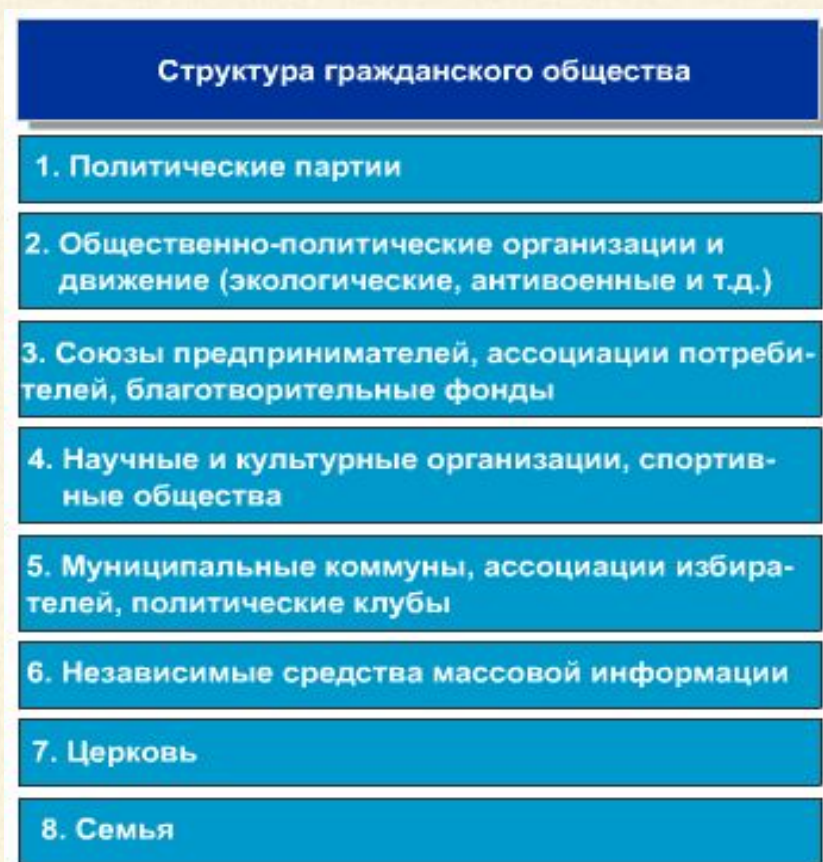 Структура гражданского общества
1. Политические партии
2. Общественно-политические организации и
движение (экологические, антивоенные и т.д.)
3. Союзы предпринимателей, ассоциации потреби-
телей, благотворительные фонды
4. Научные и культурные организации, спортив-
ные общества
5. Муниципальные коммуны, ассоциации избира-
телей, политические клубы
6. Независимые средства массовой информации
7. Церковь
8. Семья